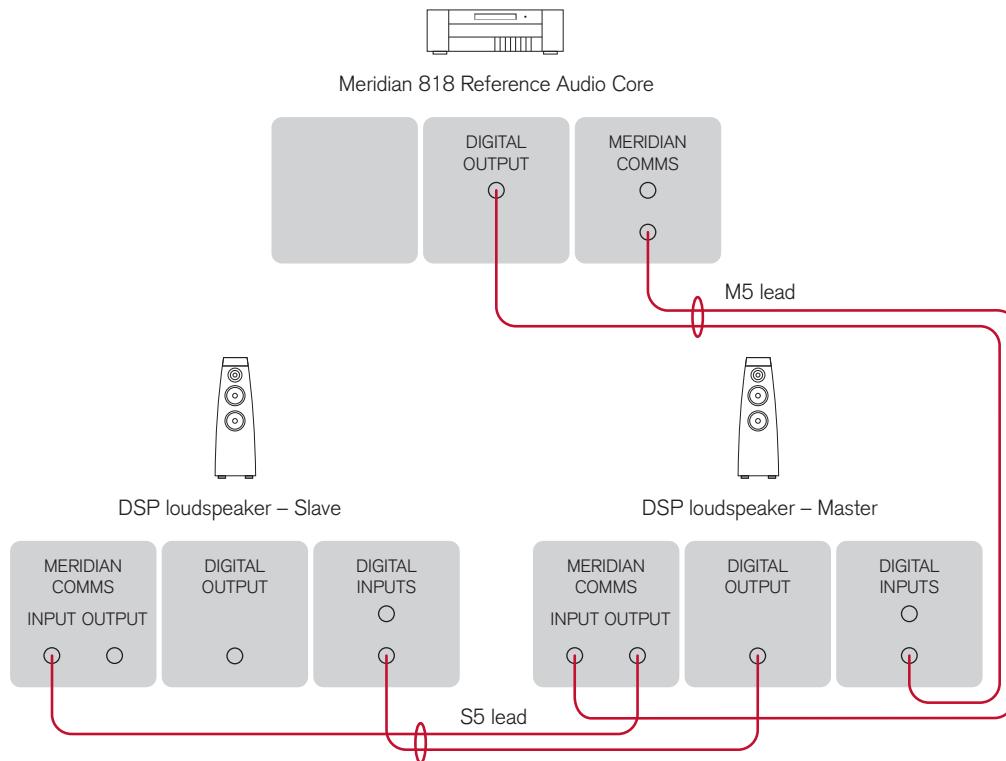 Meridian 818 Reference Audio Core
DIGITAL
OUTPUT
MERIDIAN
COMMS
M5 lead
DSP loudspeaker – Slave
DSP loudspeaker – Master
MERIDIAN
COMMS
INPUT OUTPUT
DIGITAL
OUTPUT
DIGITAL
INPUTS
MERIDIAN
COMMS
INPUT OUTPUT
DIGITAL
OUTPUT
DIGITAL
INPUTS
S5 lead